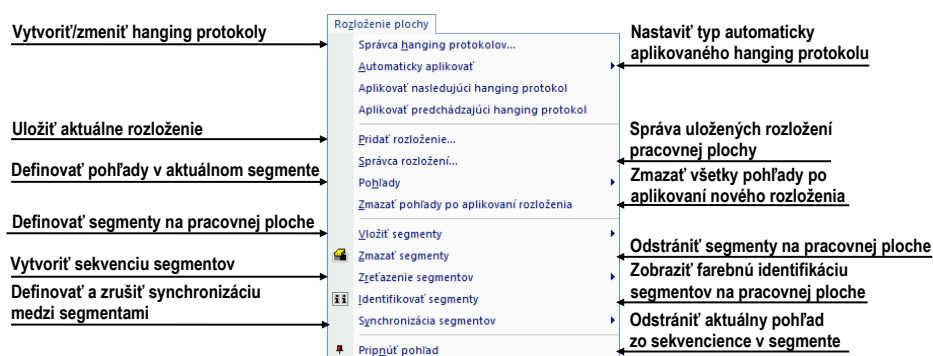 Vytvoriť/zmeniť hanging protokoly
Uložiť aktuálne rozloženie
Definovať pohľady v aktuálnom segmente
Definovať segmenty na pracovnej ploche
Vytvoriť sekvenciu segmentov
Definovať a zrušiť synchronizáciu
medzi segmentami
Rozloženie plochy
Správca hanging protokolov...
Automaticky aplikovať
Aplikovať nasledujúci hanging protokol
Aplikovať predchádzajúci hanging protokol
Pridať rozloženie...
Správca rozložení...
Pohľady
Zmazať pohľady po aplikovaní rozloženia
Vložiť segmenty
Zmazať segmenty
Zreťazenie segmentov
Identifikovať segmenty
Synchronizácia segmentov
Pripnúť pohľad
Nastaviť typ automaticky
aplikovaného hanging protokolu
Správa uložených rozložení
pracovnej plochy
Zmazať všetky pohľady po
aplikovaní nového rozloženia
Odstrániť segmenty na pracovnej ploche
Zobraziť farebnú identifikáciu
segmentov na pracovnej ploche
Odstrániť aktuálny pohľad
zo sekvencience v segmente